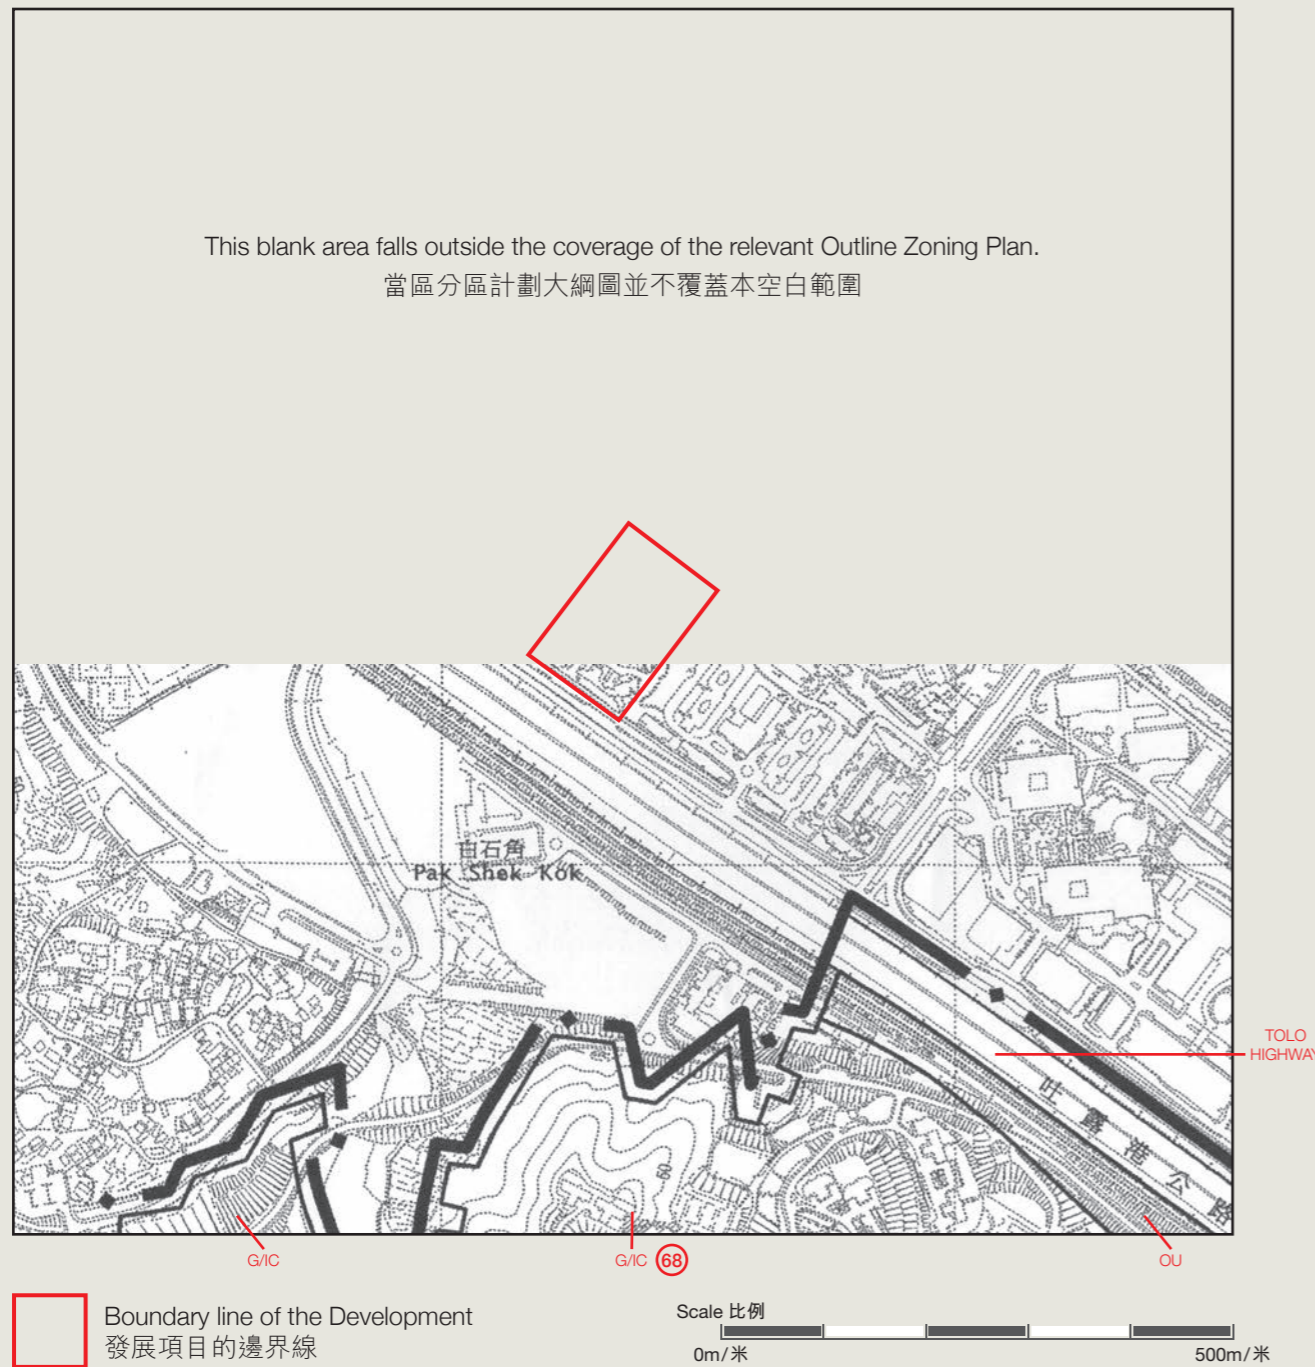 This blank area falls outside the coverage of the relevant Outline Zoning Plan.
當區分區計劃大綱圖並不覆蓋本空白範圍
白石角
Pak Shek Kok
TOLO
HIGHWAY
吐露港公路
60
G/IC
G/IC 68
OU
Boundary line of the Development
發展項目的邊界線
Scale 比例
0m/米
500m/米